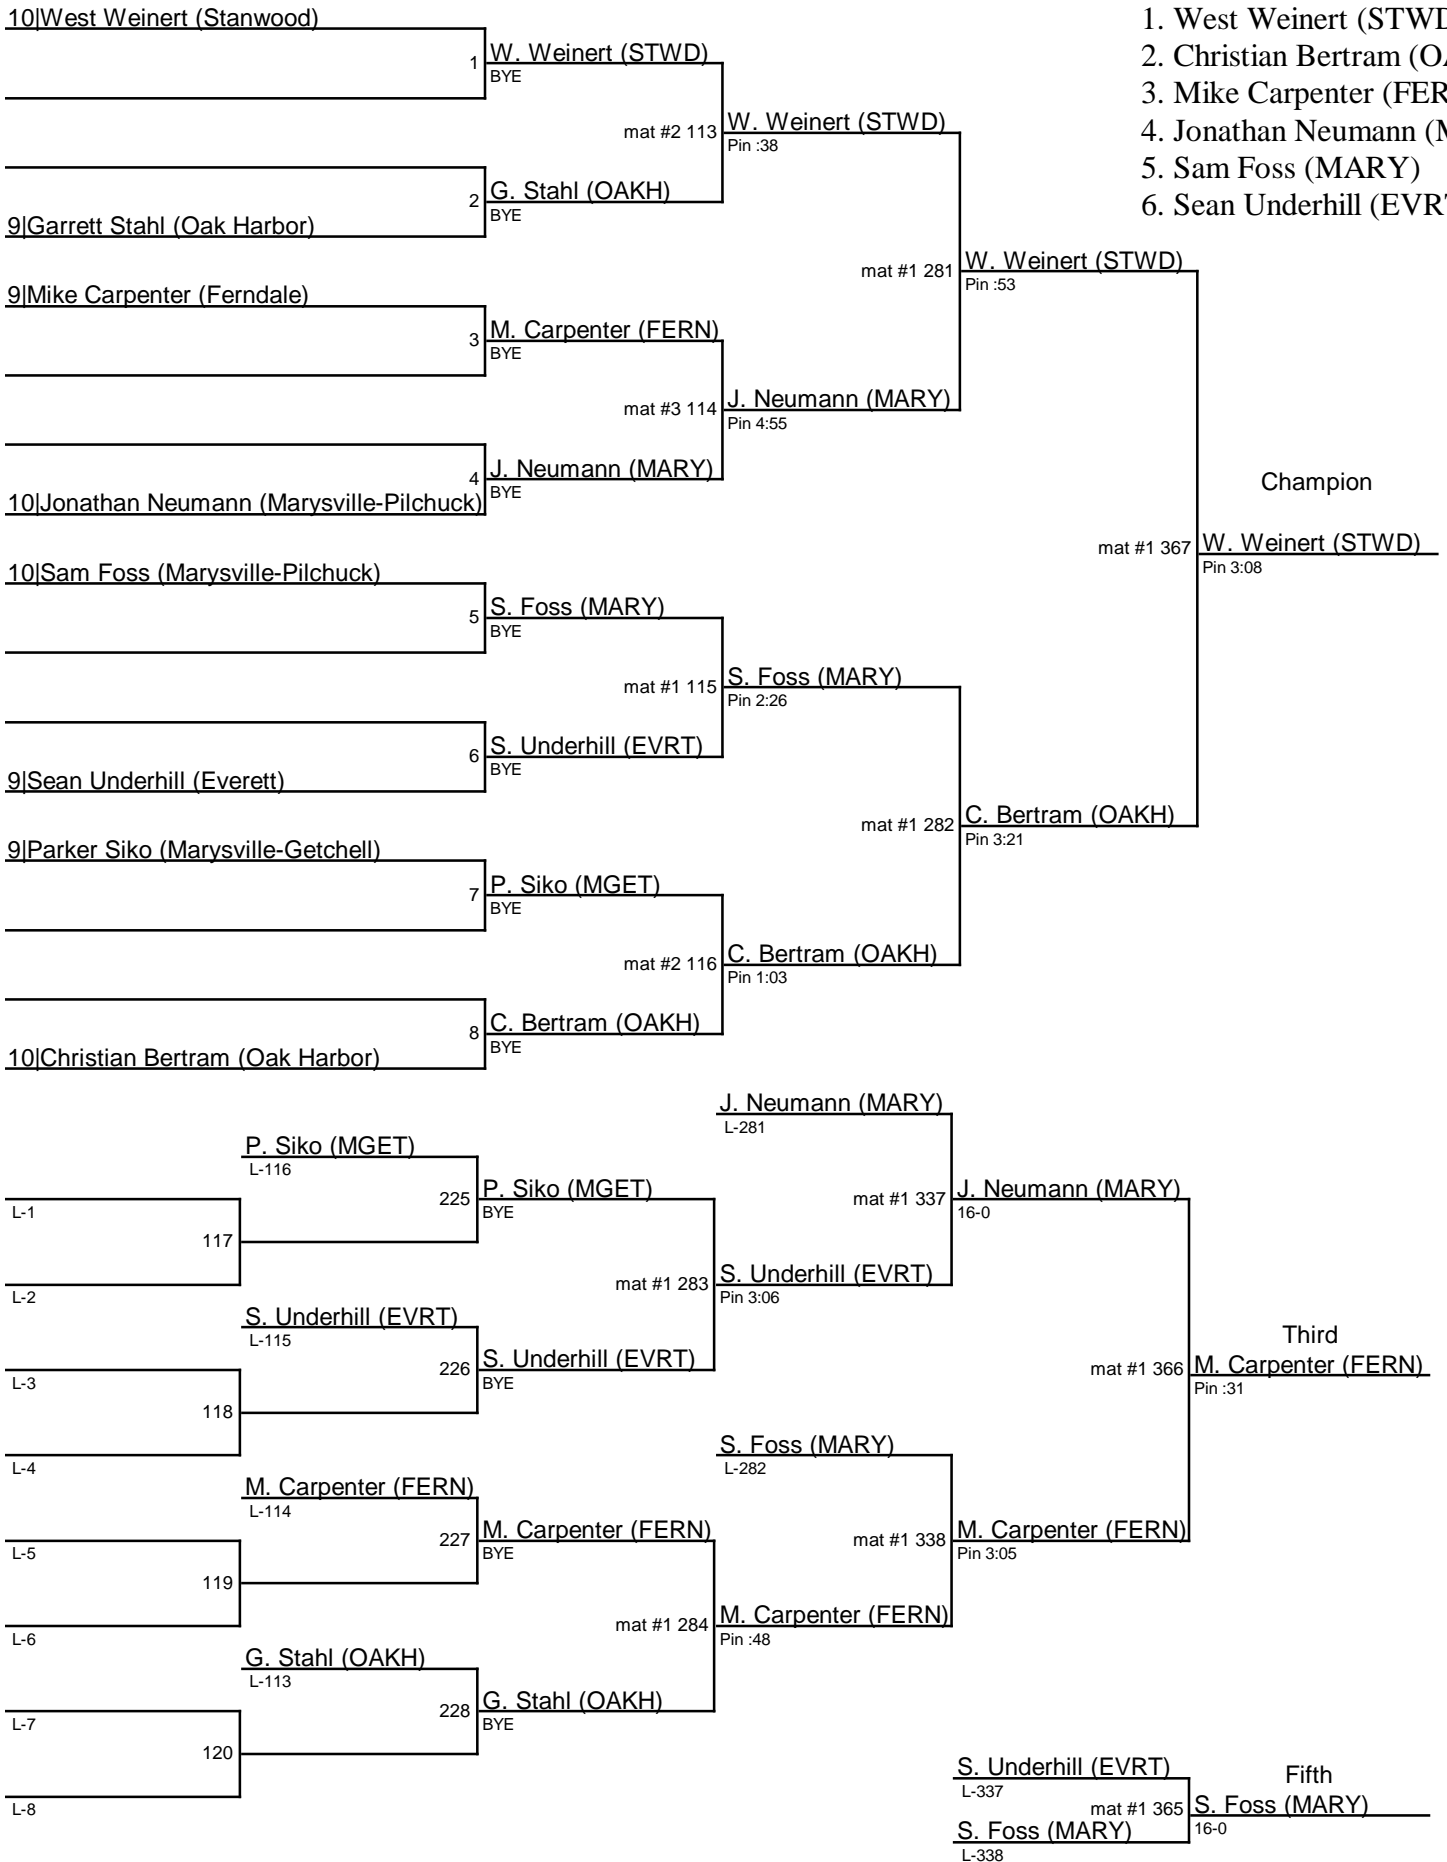 10|West Weinert (Stanwood)
1
W. Weinert (STWD)
BYE
mat #2 113
W. Weinert (STWD)
Pin :38
2
G. Stahl (OAKH)
BYE
9|Garrett Stahl (Oak Harbor)
mat #1 281
W. Weinert (STWD)
Pin :53
9|Mike Carpenter (Ferndale)
3
M. Carpenter (FERN)
BYE
mat #3 114
J. Neumann (MARY)
Pin 4:55
4
J. Neumann (MARY)
BYE
10|Jonathan Neumann (Marysville-Pilchuck)
Champion
mat #1 367
W. Weinert (STWD)
Pin 3:08
10|Sam Foss (Marysville-Pilchuck)
5
S. Foss (MARY)
BYE
mat #1 115
S. Foss (MARY)
Pin 2:26
6
S. Underhill (EVRT)
BYE
9|Sean Underhill (Everett)
mat #1 282
C. Bertram (OAKH)
Pin 3:21
9|Parker Siko (Marysville-Getchell)
7
P. Siko (MGET)
BYE
mat #2 116
C. Bertram (OAKH)
Pin 1:03
8
C. Bertram (OAKH)
BYE
10|Christian Bertram (Oak Harbor)
1. West Weinert (STWD
2. Christian Bertram (OA
3. Mike Carpenter (FER
4. Jonathan Neumann (M
5. Sam Foss (MARY)
6. Sean Underhill (EVRT
J. Neumann (MARY)
L-281
P. Siko (MGET)
L-116
225
P. Siko (MGET)
BYE
L-1
117
L-2
mat #1 337
J. Neumann (MARY)
16-0
mat #1 283
S. Underhill (EVRT)
Pin 3:06
S. Underhill (EVRT)
L-115
226
S. Underhill (EVRT)
BYE
L-3
118
L-4
Third
mat #1 366
M. Carpenter (FERN)
Pin :31
S. Foss (MARY)
L-282
M. Carpenter (FERN)
L-114
227
M. Carpenter (FERN)
BYE
L-5
119
L-6
mat #1 338
M. Carpenter (FERN)
Pin 3:05
mat #1 284
M. Carpenter (FERN)
Pin :48
G. Stahl (OAKH)
L-113
228
G. Stahl (OAKH)
BYE
L-7
120
L-8
S. Underhill (EVRT)
L-337
Fifth
mat #1 365
S. Foss (MARY)
16-0
S. Foss (MARY)
L-338